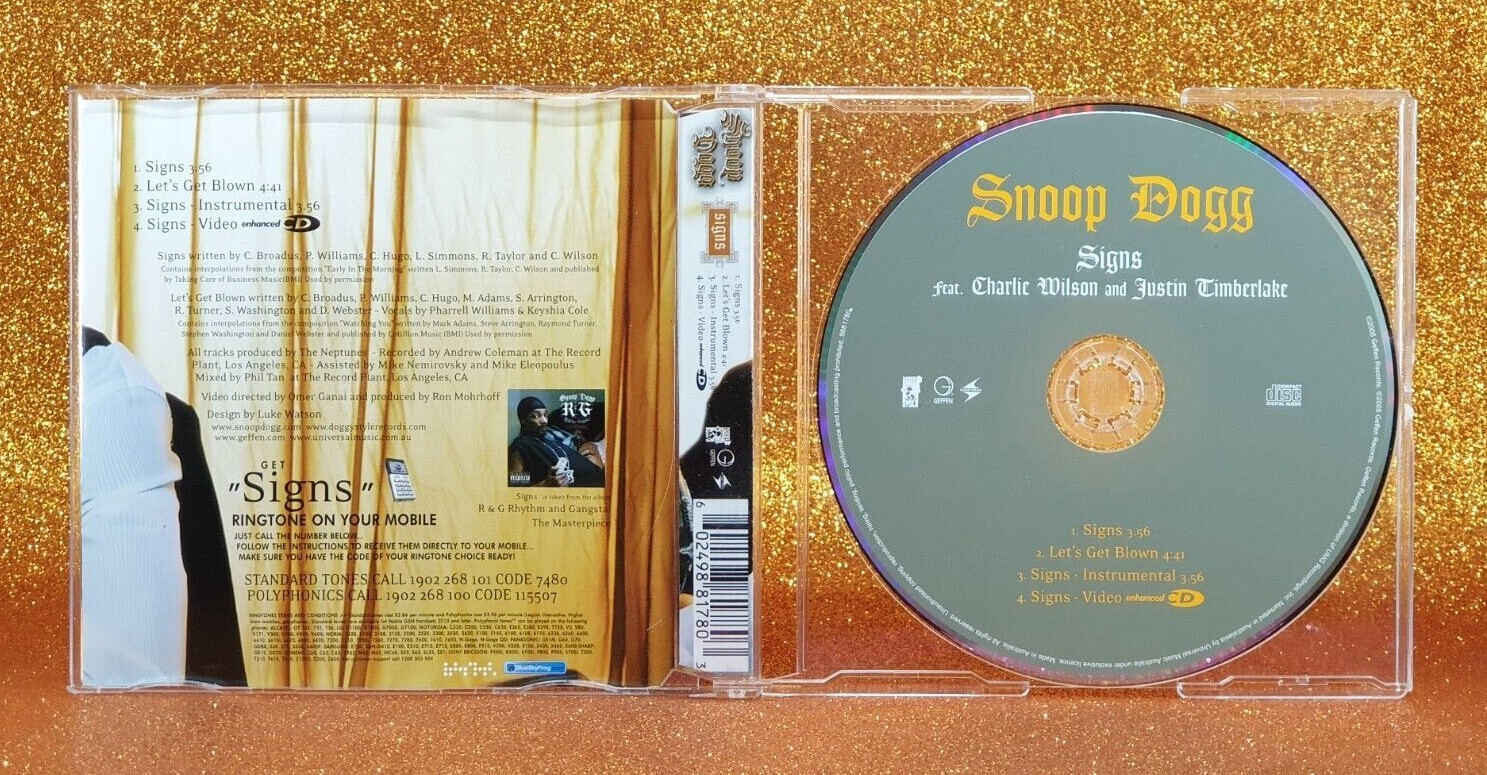 1. Signs 3.56
2. Let's Get Blown 4:41
3. Signs - Instrumental 3.56
4. Signs - Video enhanced CD
Signs written by C. Broadus, P. Williams, C. Hugo, L. Simmons, R. Taylor and C. Wilson
Contains interpolations from the composition "Early In The Morning" written L. Simmons, R. Taylor, C. Wilson and published
by Taking Care of Business Music(BMI) Used by permission
Let's Get Blown written by C. Broadus, P. Williams, C. Hugo, M. Adams, S. Arrington,
R. Turner, S. Washington and D. Webster - Vocals by Pharrell Williams & Keyshia Cole
Contains interpolations from the composition "Watching You" written by Mark Adams, Steve Arrington, Raymond Turner,
Stephen Washington and Daniel Webster and published by Cotillion Music (BMI) Used by permission
All tracks produced by The Neptunes - Recorded by Andrew Coleman at The Record
Plant, Los Angeles, CA - Assisted by Mike Nemirovsky and Mike Eleopoulus
Mixed by Phil Tan at The Record Plant, Los Angeles, CA
Video directed by Omer Ganai and produced by Ron Mohrhoff
Design by Luke Watson
www.snoopdogg.com www.doggystylerecords.com
www.geffen.com www.universalmusic.com.au
Snoop Dogg
R&G
Signs is taken from the album
R & G Rhythm and Gangsta:
The Masterpiece
GET
"Signs"
RINGTONE ON YOUR MOBILE
JUST CALL THE NUMBER BELOW...
FOLLOW THE INSTRUCTIONS TO RECEIVE THEM DIRECTLY TO YOUR MOBILE...
MAKE SURE YOU HAVE THE CODE OF YOUR RINGTONE CHOICE READY!
STANDARD TONES CALL 1902 268 101 CODE 7480
POLYPHONICS CALL 1902 268 100 CODE 115507
BlueSkyFrog
Snoop Dogg
signs
1. Signs 3.56
2. Let's Get Blown 4:41
3. Signs - Instrumental 3.56
4. Signs - Video enhanced CD
GEFFEN
6 02498 81780 3
Snoop Dogg
Signs
feat. Charlie Wilson and Justin Timberlake
GEFFEN
COMPACT
disc
DIGITAL AUDIO
1. Signs 3.56
2. Let's Get Blown 4:41
3. Signs - Instrumental 3.56
4. Signs - Video enhanced CD